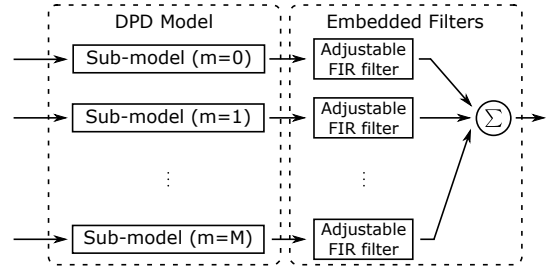 DPD Model
Embedded Filters
Sub-model (m=0)
Adjustable
FIR filter
Sub-model (m=1)
Adjustable
FIR filter
∑
...
...
Sub-model (m=M)
Adjustable
FIR filter